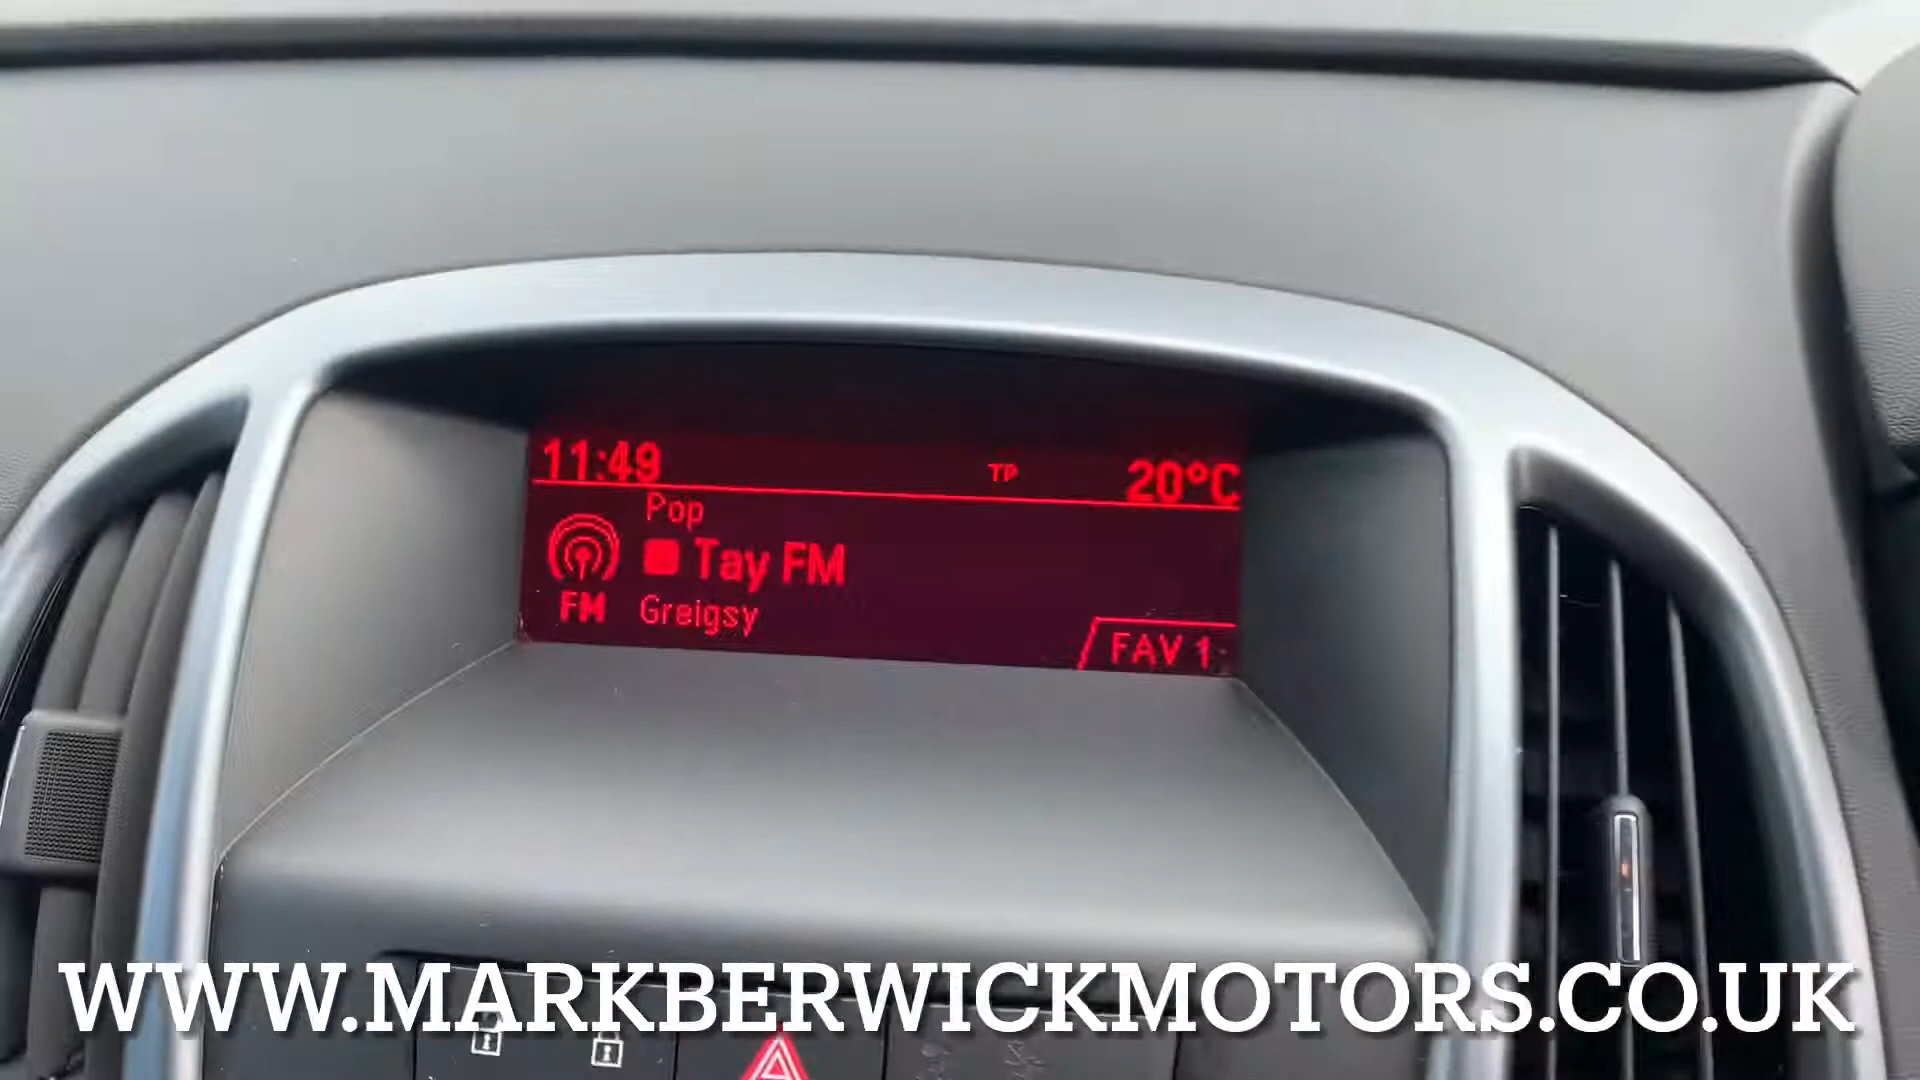 11:49 TP 20°C
Pop
Tay FM
FM Greigsy
FAV 1
WWW.MARKBERWICKMOTORS.CO.UK